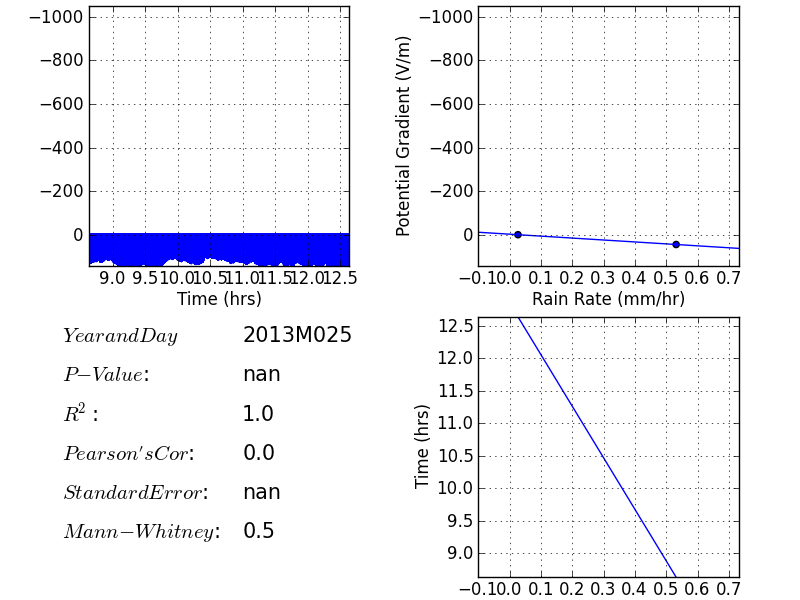 −1000
−800
−600
−400
−200
0
9.0 9.5 10.0 10.5 11.0 11.5 12.0 12.5
Time (hrs)
−1000
−800
−600
−400
−200
0
Potential Gradient (V/m)
−0.1 0.0 0.1 0.2 0.3 0.4 0.5 0.6 0.7
Rain Rate (mm/hr)
YearandDay 2013M025
P−Value: nan
R²: 1.0
Pearson'sCor: 0.0
StandardError: nan
Mann−Whitney: 0.5
12.5
12.0
11.5
11.0
10.5
10.0
9.5
9.0
Time (hrs)
−0.1 0.0 0.1 0.2 0.3 0.4 0.5 0.6 0.7